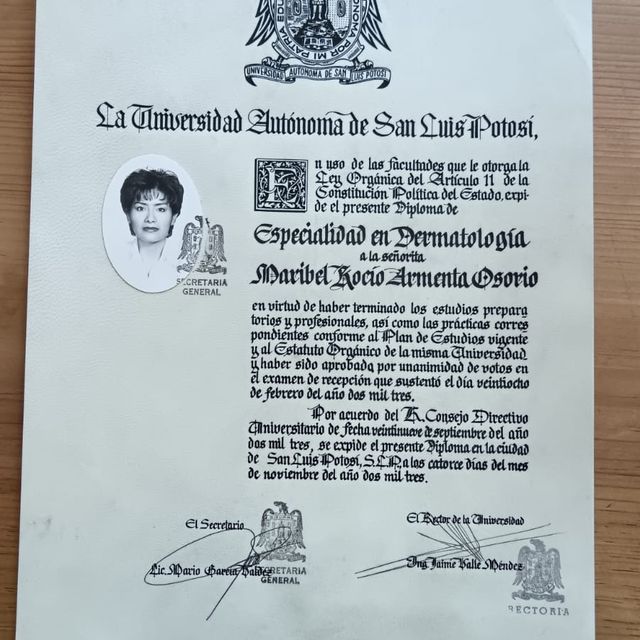 AUTONOMA POR MI PATRIA EDUC
UNIVERSIDAD AUTONOMA DE SAN LUIS POTOSI
La Universidad Autónoma de San Luis Potosí,
En uso de las facultades que le otorga la
Ley Orgánica del Artículo 11 de la
Constitución Política del Estado, expi-
de el presente Diploma de
Especialidad en Dermatología
a la señorita
Maribel Rocío Armenta Osorio
SECRETARIA
GENERAL
en virtud de haber terminado los estudios prepara
torios y profesionales, así como las prácticas corres
pondientes conforme al Plan de Estudios vigente
y al Estatuto Orgánico de la misma Universidad,
y haber sido aprobada por unanimidad de votos en
el examen de recepción que sustentó el día veintiocho
de febrero del año dos mil tres.
Por acuerdo del H. Consejo Directivo
Universitario de fecha veintinueve de septiembre del año
dos mil tres, se expide el presente Diploma en la ciudad
de San Luis Potosí, S.L.P., a los catorce días del mes
de noviembre del año dos mil tres.
El Secretario
El Rector de la Universidad
Lic. Mario García Valdez
Ing. Jaime Valle Méndez
SECRETARIA
GENERAL
RECTORIA